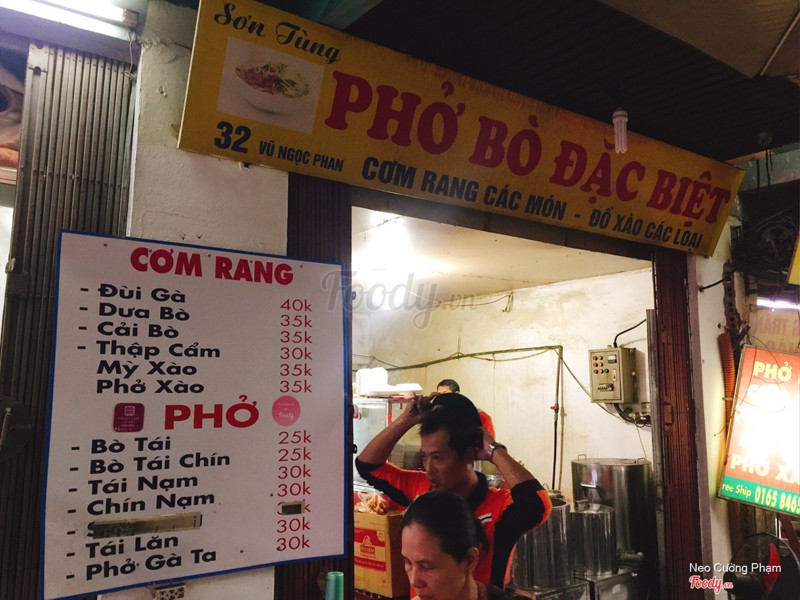 Sơn Tùng
PHỞ BÒ ĐẶC BIỆT
32 VŨ NGỌC PHAN
CƠM RANG CÁC MÓN - ĐỒ XÀO CÁC LOẠI
CƠM RANG
- Đùi Gà 40k
- Dưa Bò 35k
- Cải Bò 35k
- Thập Cẩm 30k
Mỳ Xào 35k
Phở Xào 35k
PHỞ
- Bò Tái 25k
- Bò Tái Chín 25k
- Tái Nạm 30k
- Chín Nạm 30k
- Tái Lăn 30k
- Phở Gà Ta 30k
PHỞ
PHỞ XÀO
Free Ship 0165 8465
Foody.vn
Neo Cường Phạm
Foody.vn